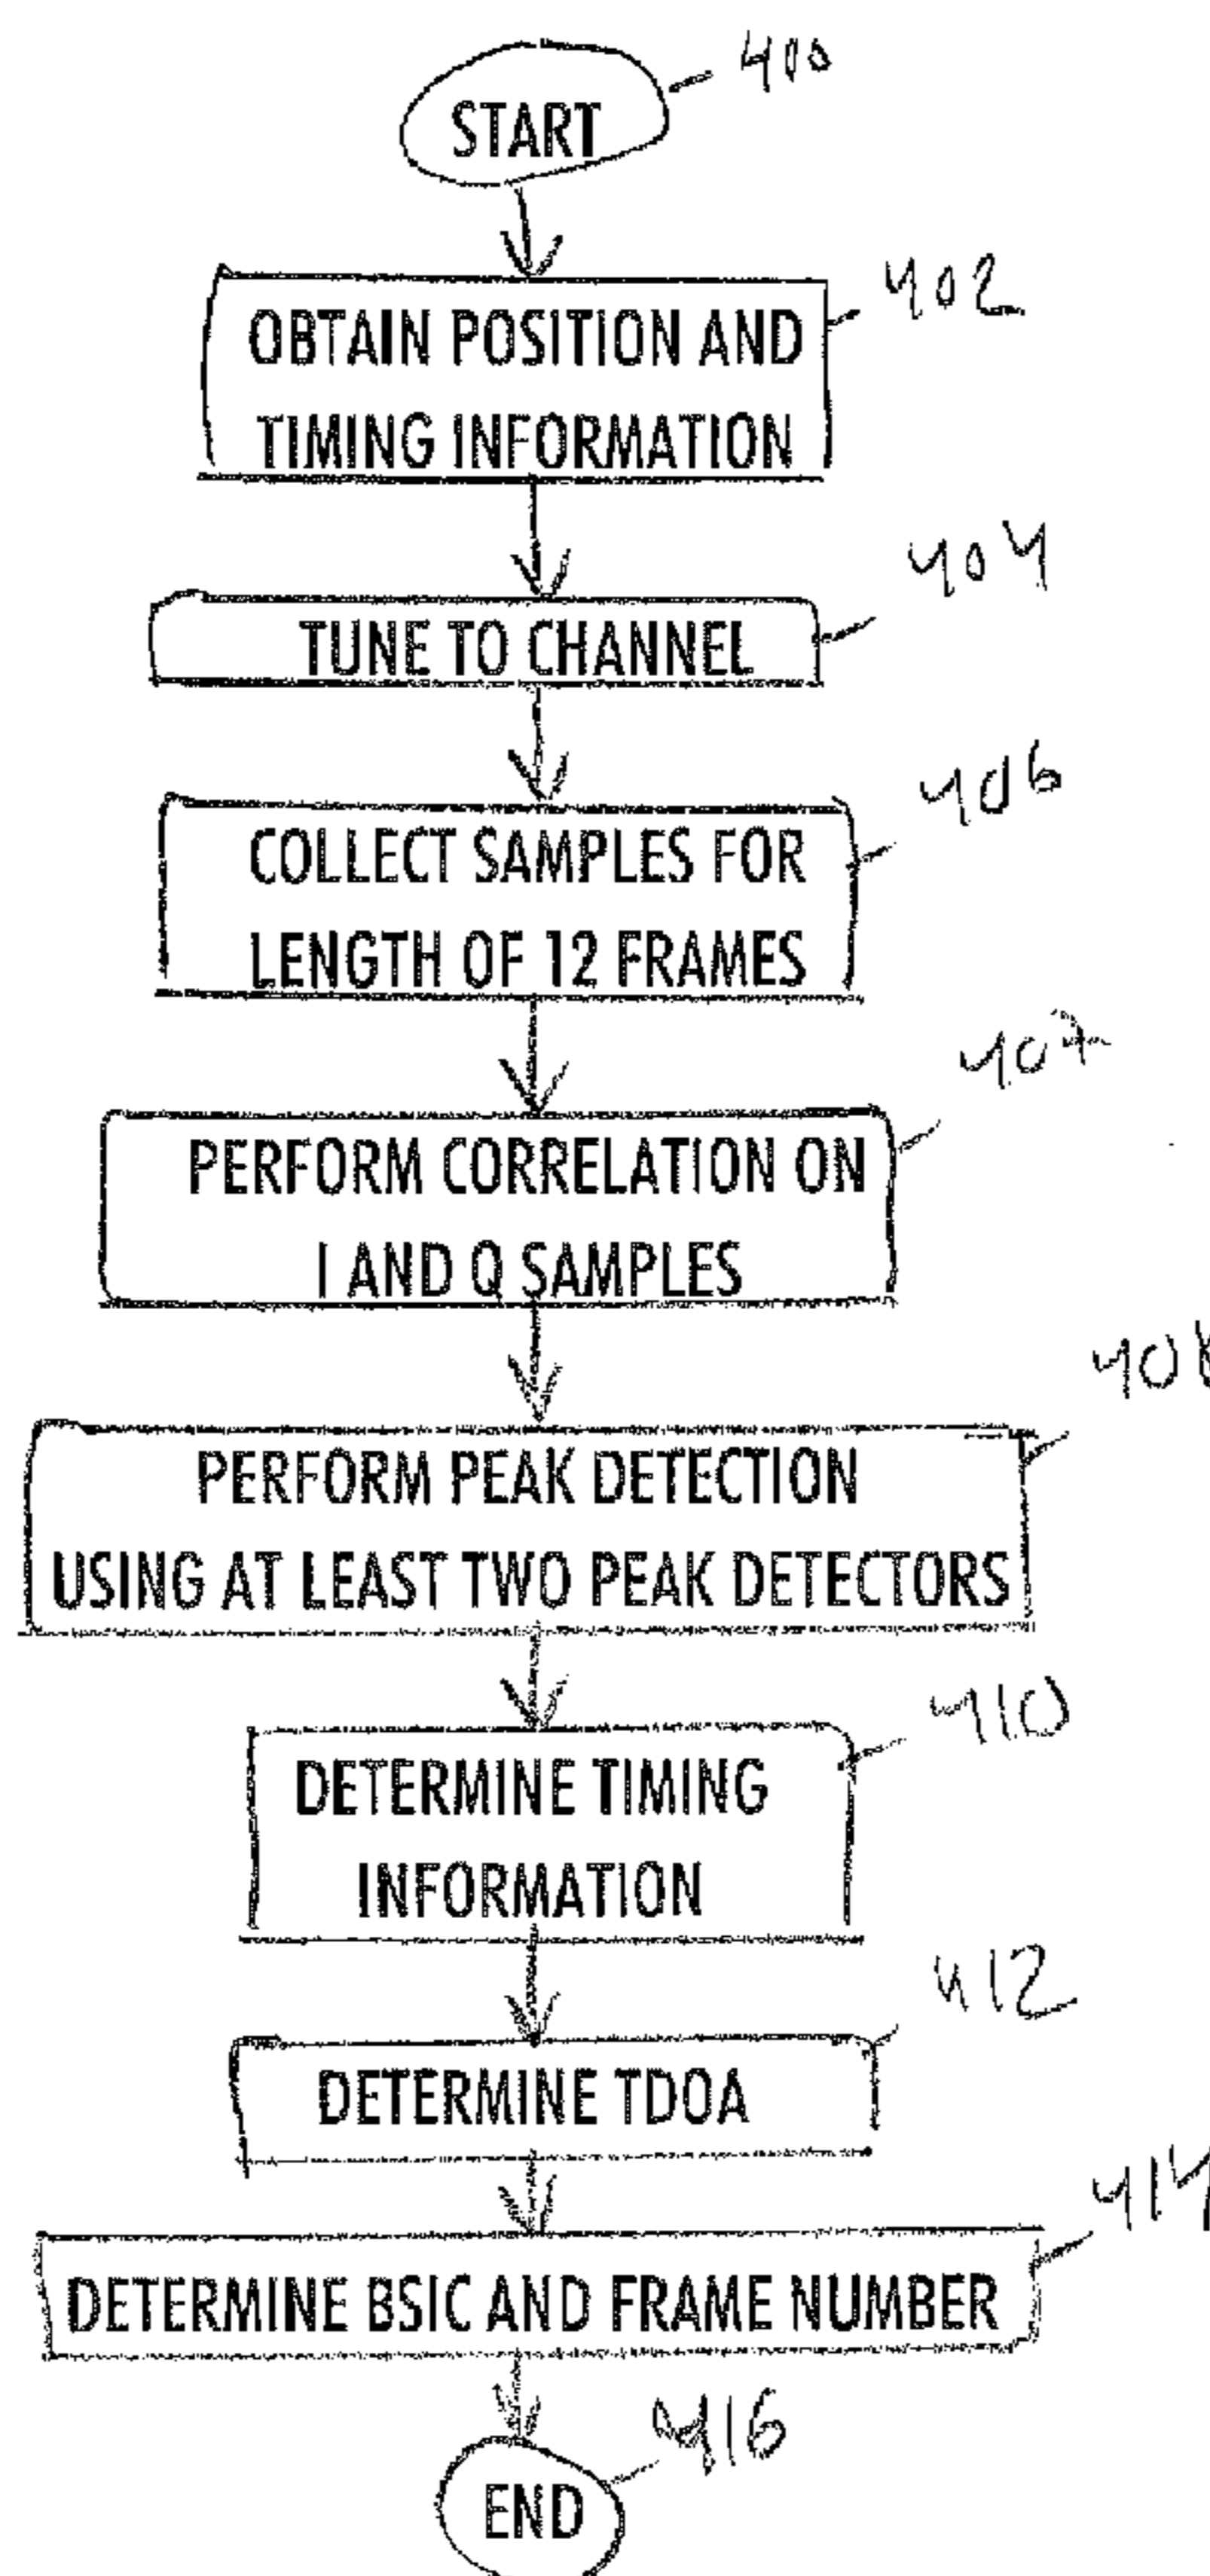 START
400
OBTAIN POSITION AND
TIMING INFORMATION
402
TUNE TO CHANNEL
404
COLLECT SAMPLES FOR
LENGTH OF 12 FRAMES
406
PERFORM CORRELATION ON
I AND Q SAMPLES
407
PERFORM PEAK DETECTION
USING AT LEAST TWO PEAK DETECTORS
DETERMINE TIMING
INFORMATION
410
DETERMINE TDOA
412
DETERMINE BSIC AND FRAME NUMBER
414
END
416